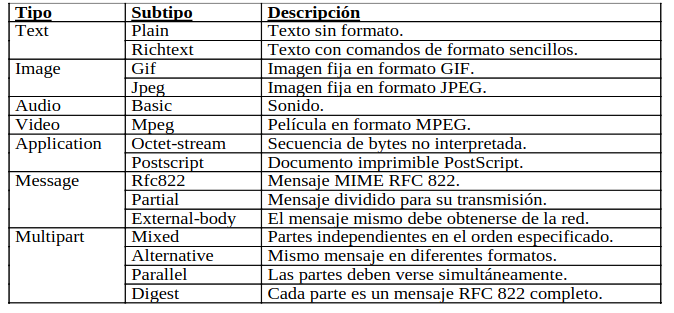 Tipo Subtipo Descripción
Text Plain Texto sin formato.
Richtext Texto con comandos de formato sencillos.
Image Gif Imagen fija en formato GIF.
Jpeg Imagen fija en formato JPEG.
Audio Basic Sonido.
Video Mpeg Película en formato MPEG.
Application Octet-stream Secuencia de bytes no interpretada.
Postscript Documento imprimible PostScript.
Message Rfc822 Mensaje MIME RFC 822.
Partial Mensaje dividido para su transmisión.
External-body El mensaje mismo debe obtenerse de la red.
Multipart Mixed Partes independientes en el orden especificado.
Alternative Mismo mensaje en diferentes formatos.
Parallel Las partes deben verse simultáneamente.
Digest Cada parte es un mensaje RFC 822 completo.